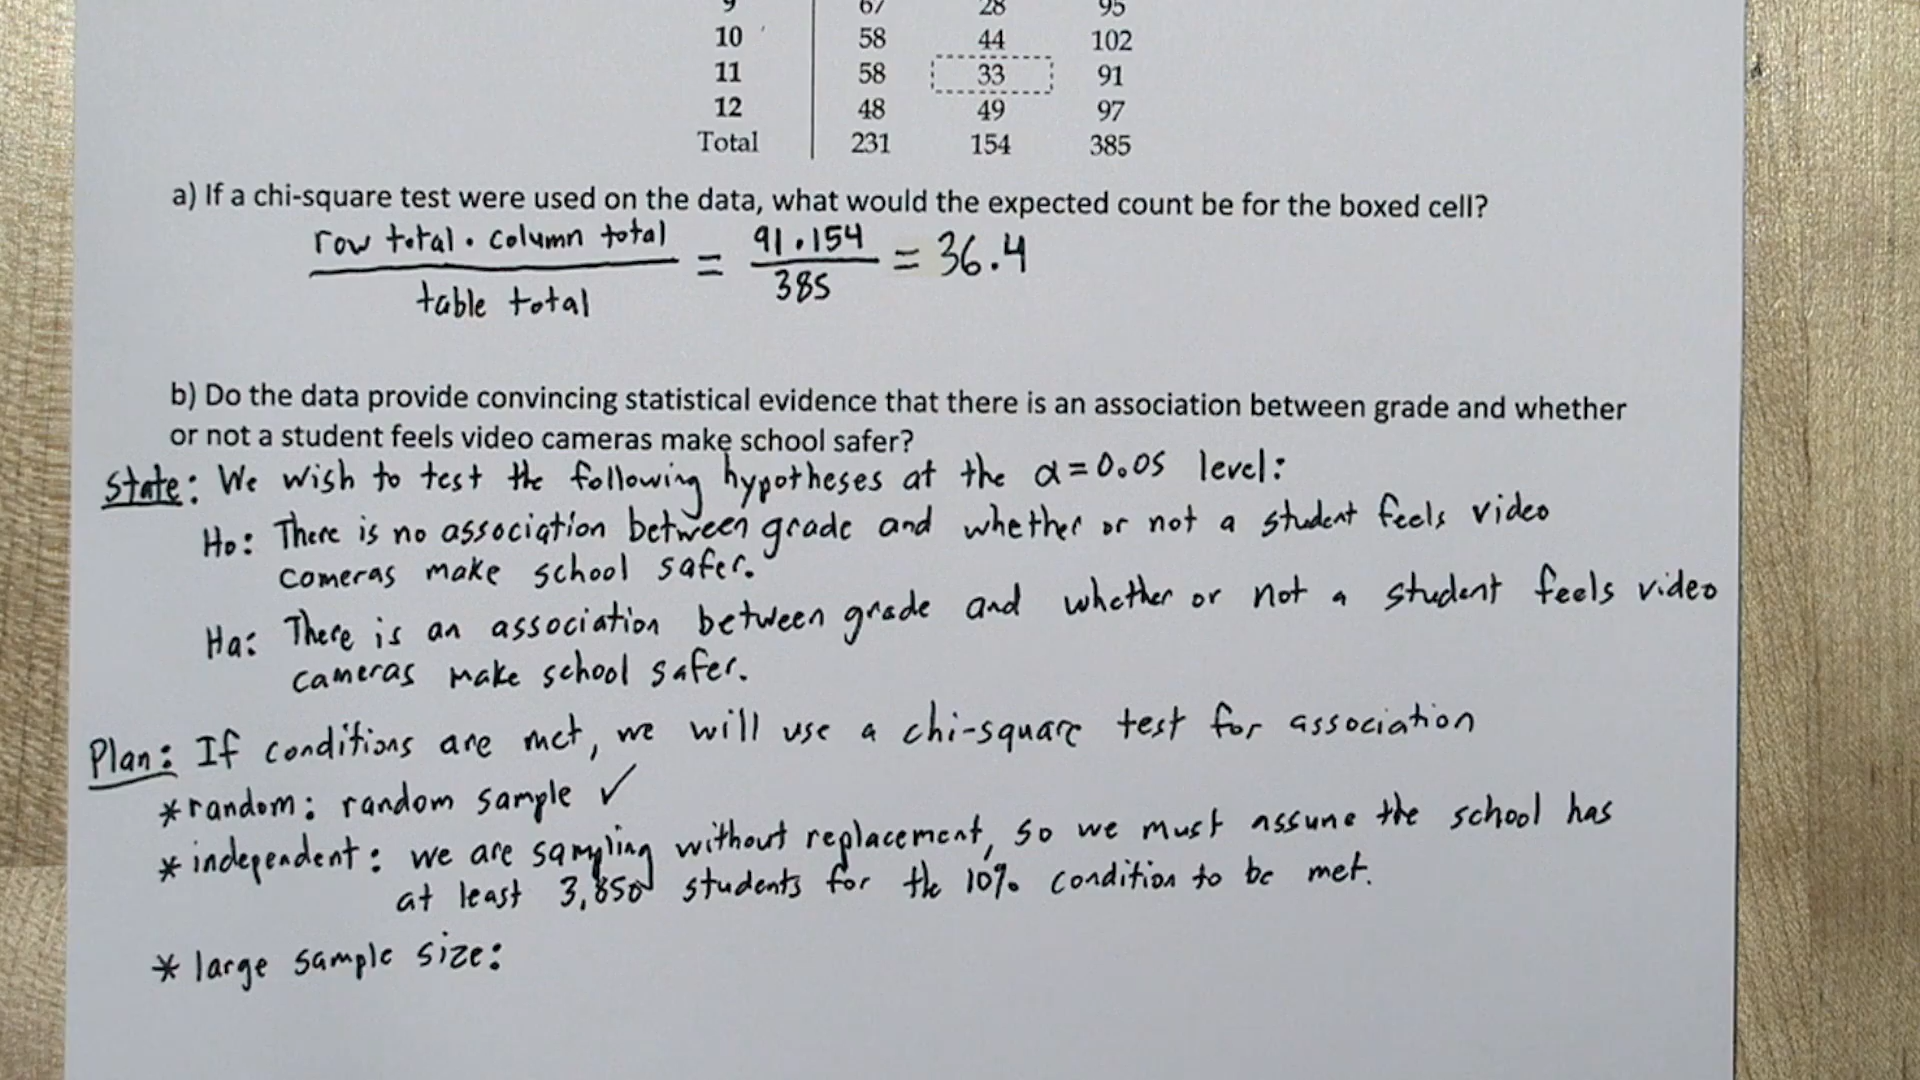 9 67 28 95
10 58 44 102
11 58 33 91
12 48 49 97
Total 231 154 385
a) If a chi-square test were used on the data, what would the expected count be for the boxed cell?
row total · column total / table total = 91 · 154 / 385 = 36.4
b) Do the data provide convincing statistical evidence that there is an association between grade and whether
or not a student feels video cameras make school safer?
State: We wish to test the following hypotheses at the α = 0.05 level:
Ho: There is no association between grade and whether or not a student feels video
comeras make school safer.
Ha: There is an association between grade and whether or not a student feels video
cameras make school safer.
Plan: If conditions are met, we will use a chi-square test for association
* random: random sample ✓
* independent: we are sampling without replacement, so we must assume the school has
at least 3,850 students for the 10% condition to be met.
* large sample size: